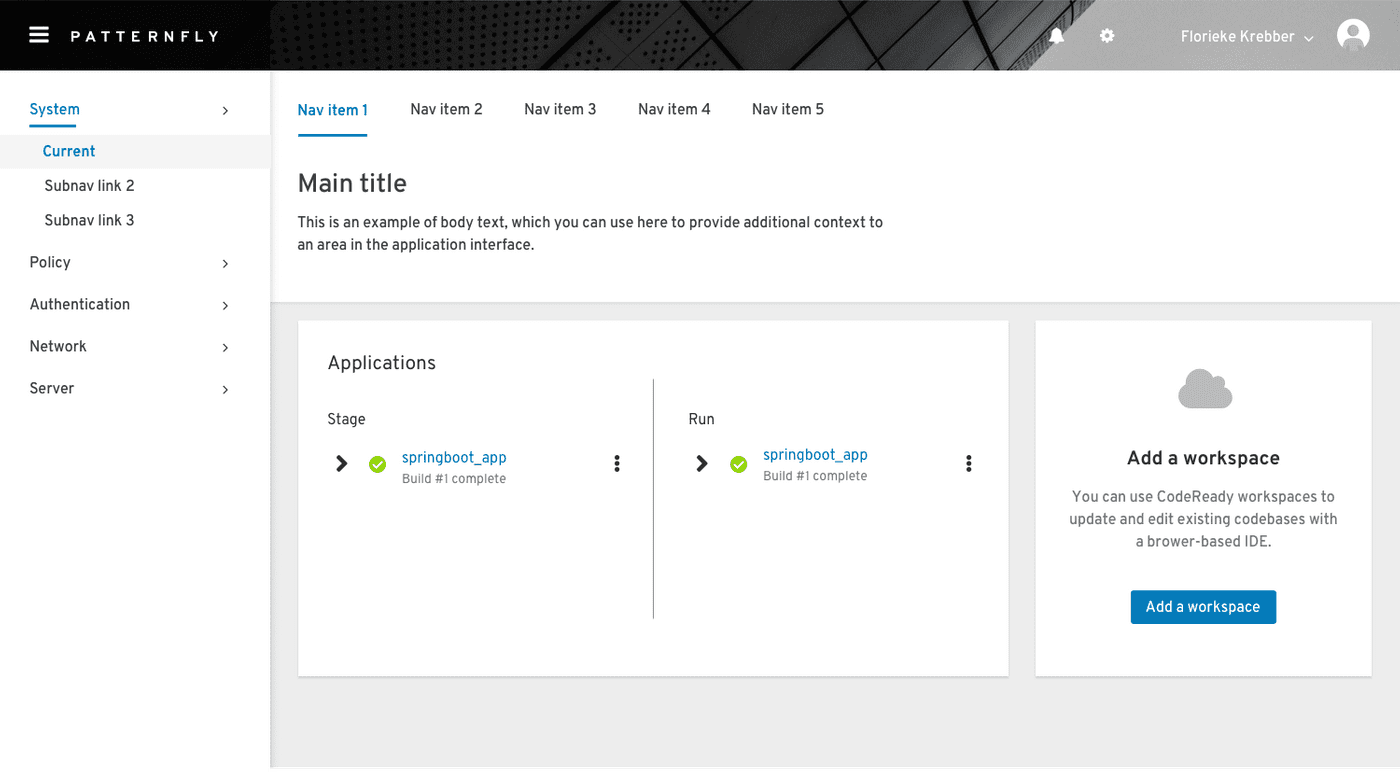 PATTERNFLY
Florieke Krebber
System
Current
Subnav link 2
Subnav link 3
Policy
Authentication
Network
Server
Nav item 1
Nav item 2
Nav item 3
Nav item 4
Nav item 5
Main title
This is an example of body text, which you can use here to provide additional context to
an area in the application interface.
Applications
Stage
springboot_app
Build #1 complete
Run
springboot_app
Build #1 complete
Add a workspace
You can use CodeReady workspaces to
update and edit existing codebases with
a brower-based IDE.
Add a workspace